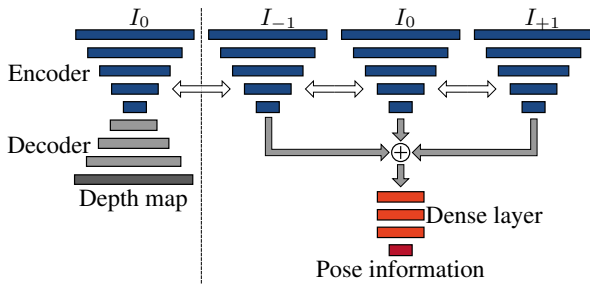 I₀
I₋₁
I₀
I₊₁
Encoder
Decoder
Depth map
Dense layer
Pose information